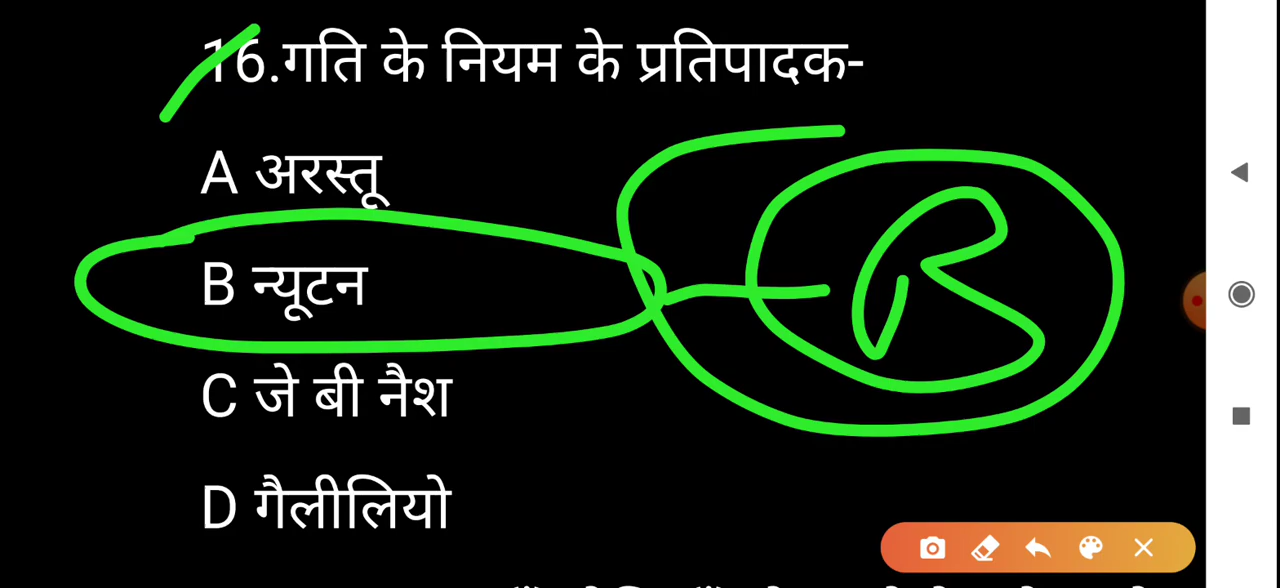 16.गति के नियम के प्रतिपादक-
A अरस्तू
B न्यूटन
B
C जे बी नैश
D गैलीलियो